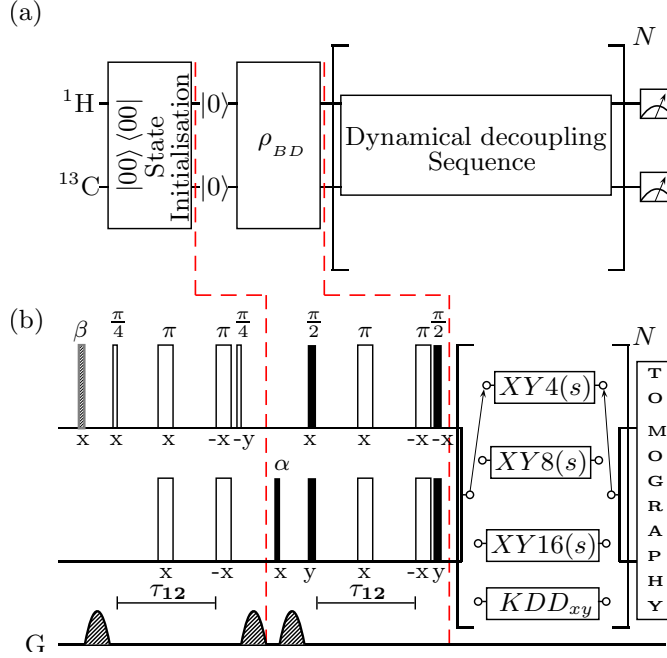 (a)
N
¹H
|00⟩ ⟨00|
State
Initialisation
|0⟩
ρ_BD
Dynamical decoupling
Sequence
¹³C
|0⟩
(b)
β π/4 π π π/4 π/2 π π π/2
N
x x x -x -y x x -x -x
α
x -x x y x -x y
τ₁₂ τ₁₂
G
XY4(s)
XY8(s)
XY16(s)
KDD_xy
TOMOGRAPHY